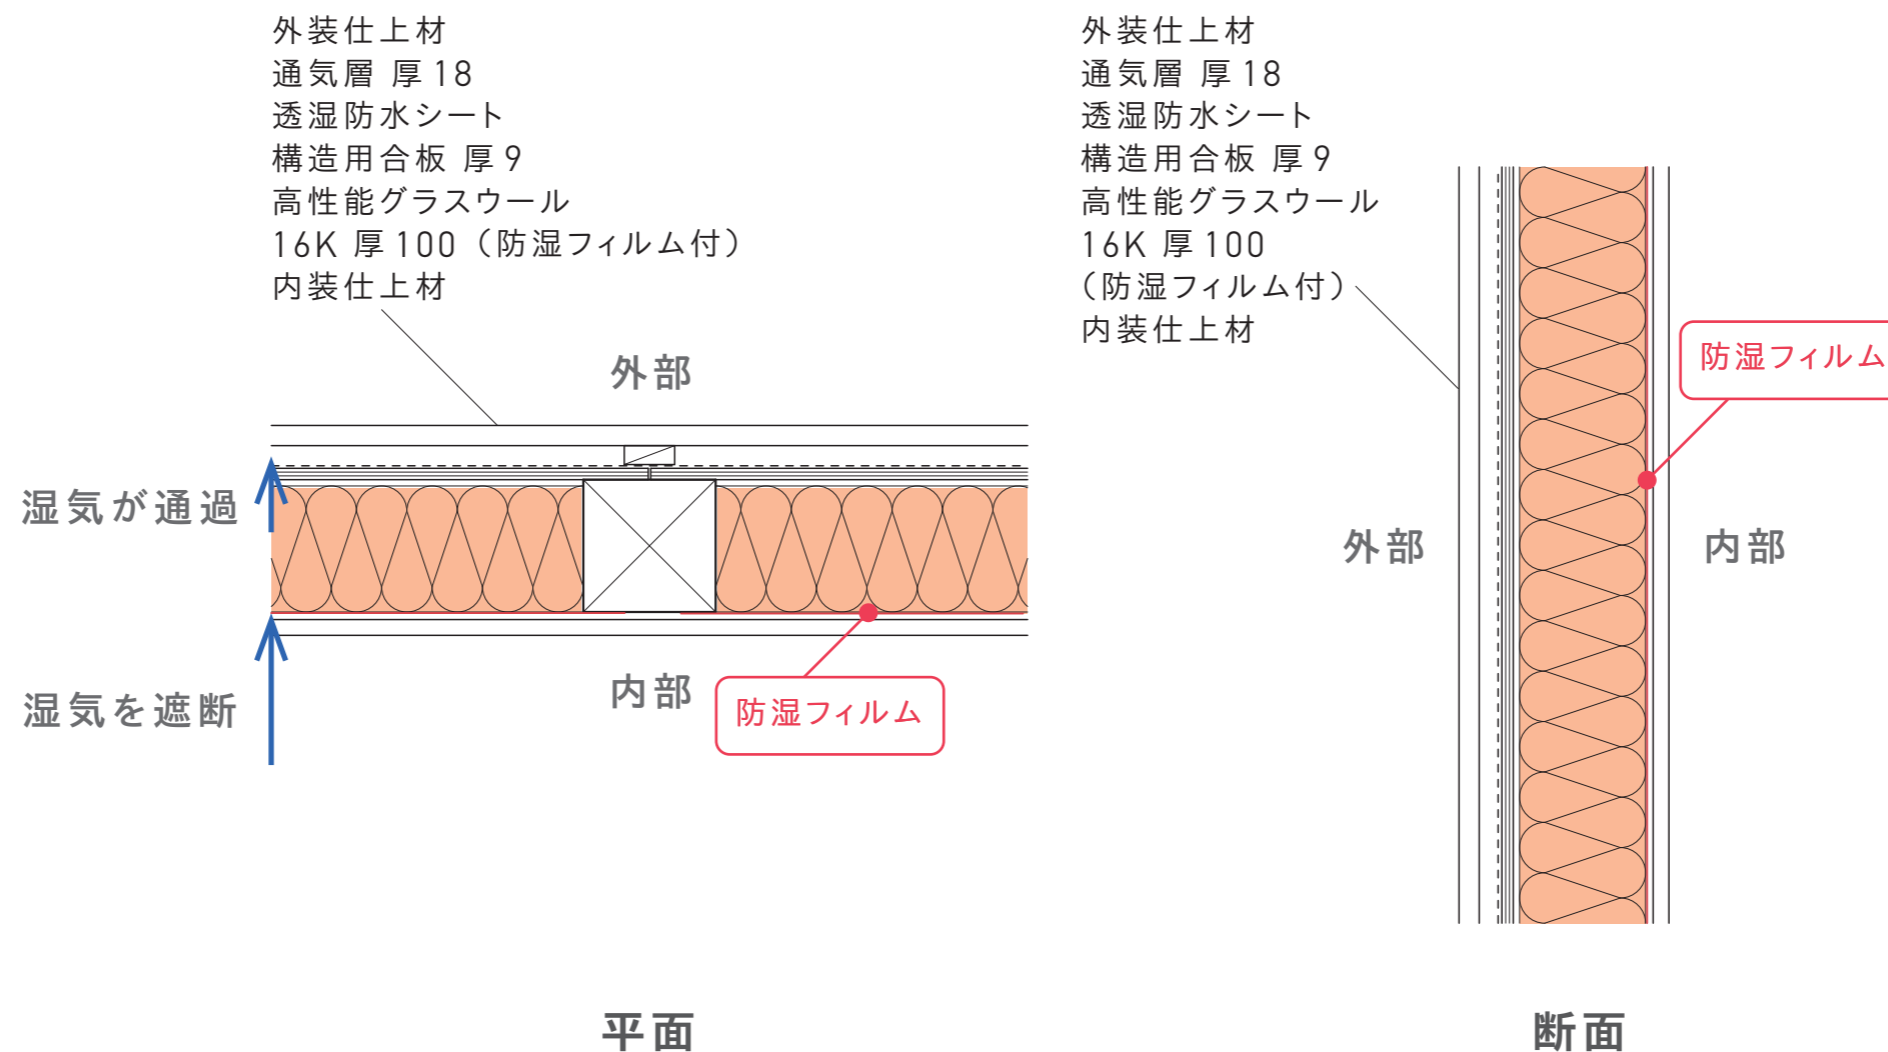 外装仕上材
通気層 厚18
透湿防水シート
構造用合板 厚9
高性能グラスウール
16K 厚100（防湿フィルム付）
内装仕上材
外部
湿気が通過
湿気を遮断
内部
防湿フィルム
平面
外装仕上材
通気層 厚18
透湿防水シート
構造用合板 厚9
高性能グラスウール
16K 厚100
（防湿フィルム付）
内装仕上材
防湿フィルム
外部
内部
断面